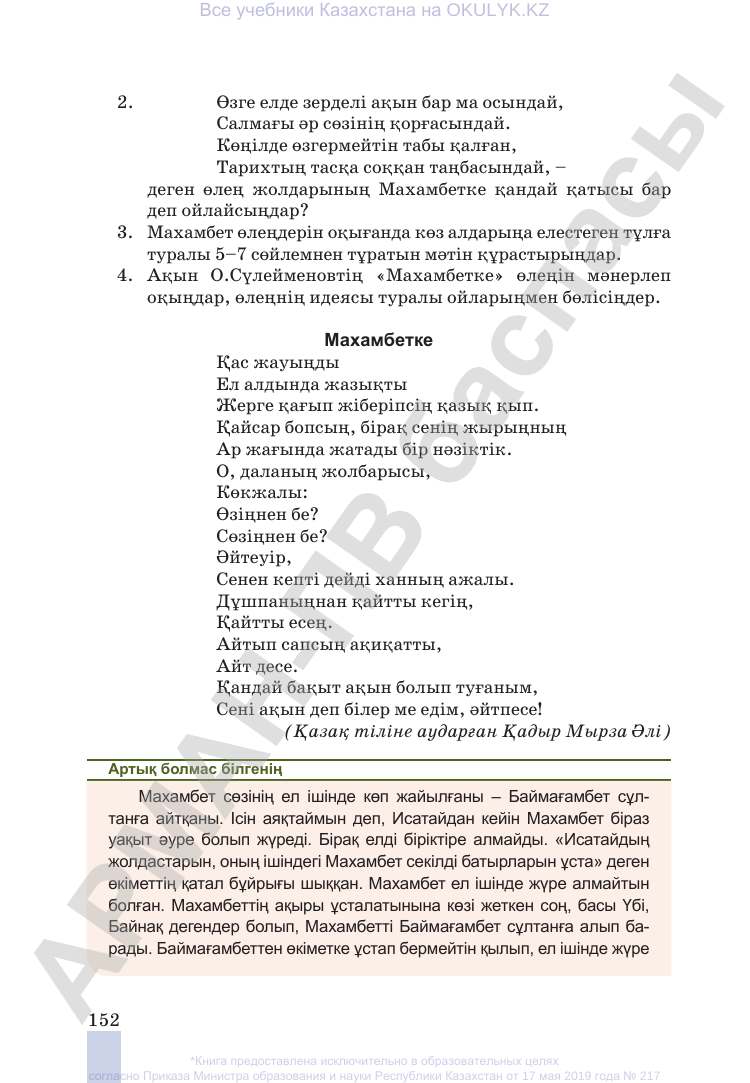 Все учебники Казахстана на OKULYK.KZ
2. Өзге елде зерделі ақын бар ма осындай,
Салмағы әр сөзінің қорғасындай.
Көңілде өзгермейтін табы қалған,
Тарихтың тасқа соққан таңбасындай, –
деген өлең жолдарының Махамбетке қандай қатысы бар
деп ойлайсыңдар?
3. Махамбет өлеңдерін оқығанда көз алдарыңа елестеген тұлға
туралы 5–7 сөйлемнен тұратын мәтін құрастырыңдар.
4. Ақын О.Сүлейменовтің «Махамбетке» өлеңін мәнерлеп
оқыңдар, өлеңнің идеясы туралы ойларыңмен бөлісіңдер.
Махамбетке
Қас жауыңды
Ел алдында жазықты
Жерге қағып жіберіпсің қазық қып.
Қайсар бопсың, бірақ сенің жырыңның
Ар жағында жатады бір нәзіктік.
О, даланың жолбарысы,
Көкжалы:
Өзіңнен бе?
Сөзіңнен бе?
Әйтеуір,
Сенен кепті дейді ханның ажалы.
Дұшпаныңнан қайтты кегің,
Қайтты есең.
Айтып сапсың ақиқатты,
Айт десе.
Қандай бақыт ақын болып туғаным,
Сені ақын деп білер ме едім, әйтпесе!
(Қазақ тіліне аударған Қадыр Мырза Әлі)
Артық болмас білгенің
Махамбет сөзінің ел ішінде көп жайылғаны – Баймағамбет сұл-
танға айтқаны. Ісін аяқтаймын деп, Исатайдан кейін Махамбет біраз
уақыт әуре болып жүреді. Бірақ елді біріктіре алмайды. «Исатайдың
жолдастарын, оның ішіндегі Махамбет секілді батырларын ұста» деген
өкіметтің қатал бұйрығы шыққан. Махамбет ел ішінде жүре алмайтын
болған. Махамбеттің ақыры ұсталатынына көзі жеткен соң, басы Үбі,
Байнақ дегендер болып, Махамбетті Баймағамбет сұлтанға алып ба-
рады. Баймағамбеттен өкіметке ұстап бермейтін қылып, ел ішінде жүре
152
АРМАН-ПВ баспасы
*Книга предоставлена исключительно в образовательных целях
согласно Приказа Министра образования и науки Республики Казахстан от 17 мая 2019 года № 217